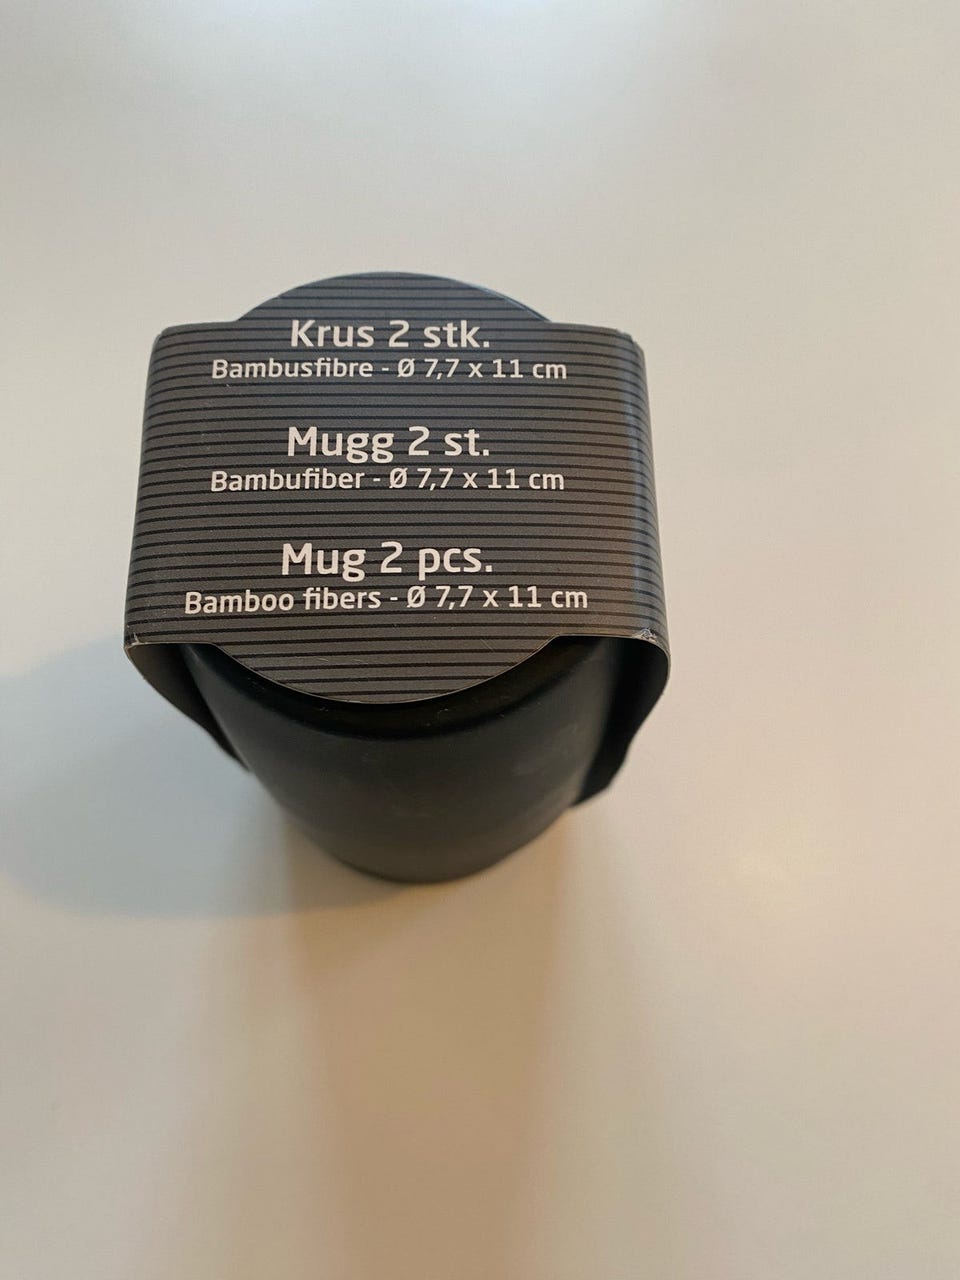 Krus 2 stk.
Bambusfibre - Ø 7,7 x 11 cm
Mugg 2 st.
Bambufiber - Ø 7,7 x 11 cm
Mug 2 pcs.
Bamboo fibers - Ø 7,7 x 11 cm